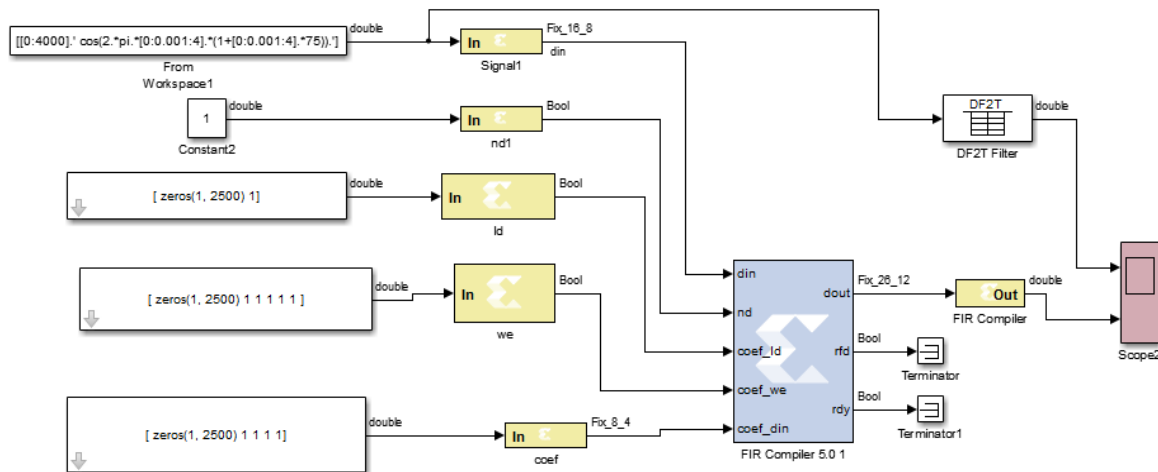 [[0:4000].' cos(2.*pi.*[0:0.001:4].*(1+[0:0.001:4].*75)).']
double
From
Workspace1
In
Signal1
Fix_16_8
din
1
double
Constant2
In
Bool
nd1
[ zeros(1, 2500) 1]
double
In
Bool
ld
[ zeros(1, 2500) 1 1 1 1 1 ]
double
In
Bool
we
[ zeros(1, 2500) 1 1 1 1]
double
In
Fix_8_4
coef
din
nd
coef_ld
coef_we
coef_din
dout
rfd
rdy
FIR Compiler 5.0 1
Fix_26_12
Bool
Bool
Out
double
FIR Compiler
Terminator
Terminator1
DF2T
double
DF2T Filter
Scope2